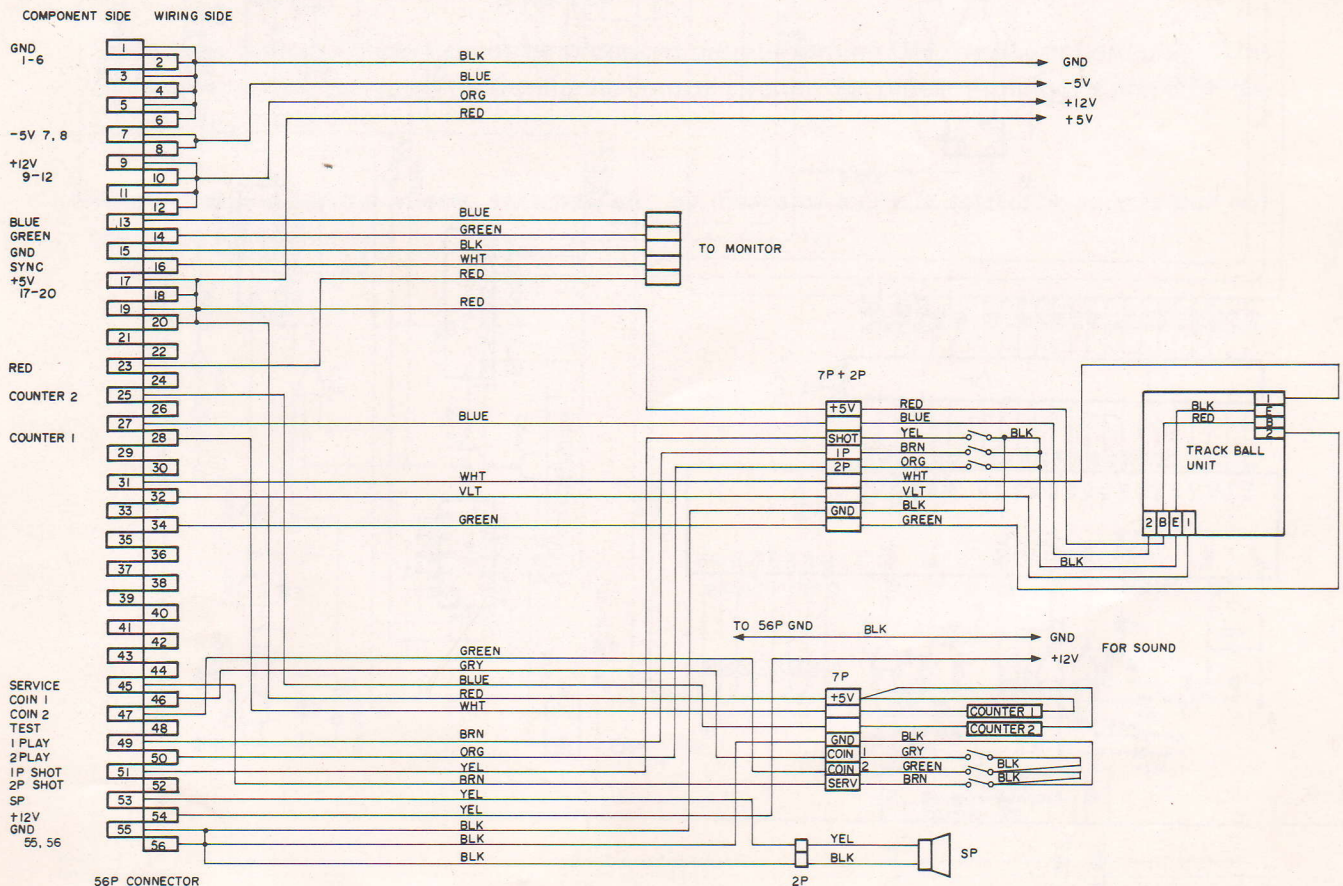 COMPONENT SIDE WIRING SIDE
GND
1-6
-5V 7, 8
+12V
9-12
BLUE
GREEN
GND
SYNC
+5V
17-20
RED
COUNTER 2
COUNTER 1
SERVICE
COIN 1
COIN 2
TEST
1 PLAY
2 PLAY
1P SHOT
2P SHOT
SP
+12V
GND
55, 56
1
2
3
4
5
6
7
8
9
10
11
12
13
14
15
16
17
18
19
20
21
22
23
24
25
26
27
28
29
30
31
32
33
34
35
36
37
38
39
40
41
42
43
44
45
46
47
48
49
50
51
52
53
54
55
56
56P CONNECTOR
BLK
BLUE
ORG
RED
GND
-5V
+12V
+5V
BLUE
GREEN
BLK
WHT
RED
TO MONITOR
RED
BLUE
WHT
VLT
GREEN
7P + 2P
+5V
SHOT
1P
2P
GND
RED
BLUE
YEL
BLK
BRN
ORG
WHT
VLT
BLK
GREEN
BLK
BLK
RED
1
E
B
2
TRACK BALL
UNIT
2 B E 1
TO 56P GND
BLK
GND
+12V
FOR SOUND
GREEN
GRY
BLUE
RED
WHT
BRN
ORG
YEL
BRN
YEL
YEL
BLK
BLK
BLK
7P
+5V
GND
COIN 1
COIN 2
SERV
COUNTER 1
COUNTER 2
BLK
GRY
GREEN
BLK
BRN
BLK
YEL
BLK
SP
2P